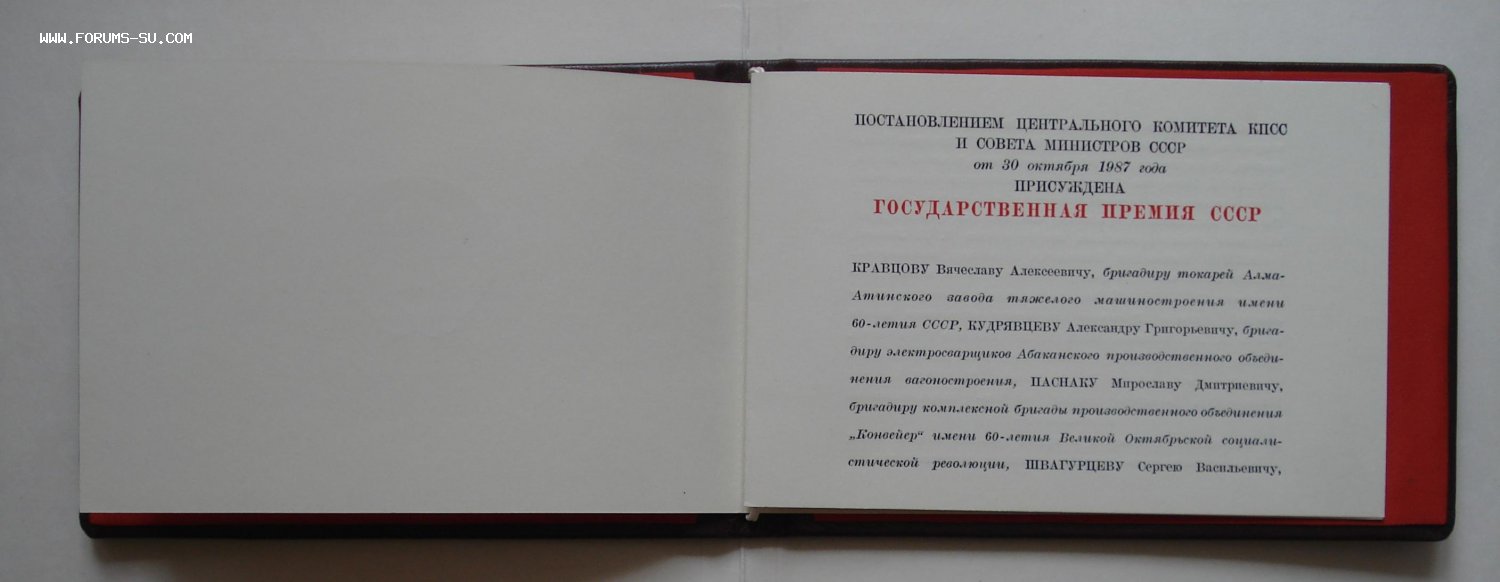 WWW.FORUMS-SU.COM
ПОСТАНОВЛЕНИЕМ ЦЕНТРАЛЬНОГО КОМИТЕТА КПСС
И СОВЕТА МИНИСТРОВ СССР
от 30 октября 1987 года
ПРИСУЖДЕНА
ГОСУДАРСТВЕННАЯ ПРЕМИЯ СССР
КРАВЦОВУ Вячеславу Алексеевичу, бригадиру токарей Алма-
Атинского завода тяжелого машиностроения имени
60-летия СССР, КУДРЯВЦЕВУ Александру Григорьевичу, брига-
диру электросварщиков Абаканского производственного объеди-
нения вагоностроения, ПАСНАКУ Мирославу Дмитриевичу,
бригадиру комплексной бригады производственного объединения
„Конвейер“ имени 60-летия Великой Октябрьской социали-
стической революции, ШВАГУРЦЕВУ Сергею Васильевичу,